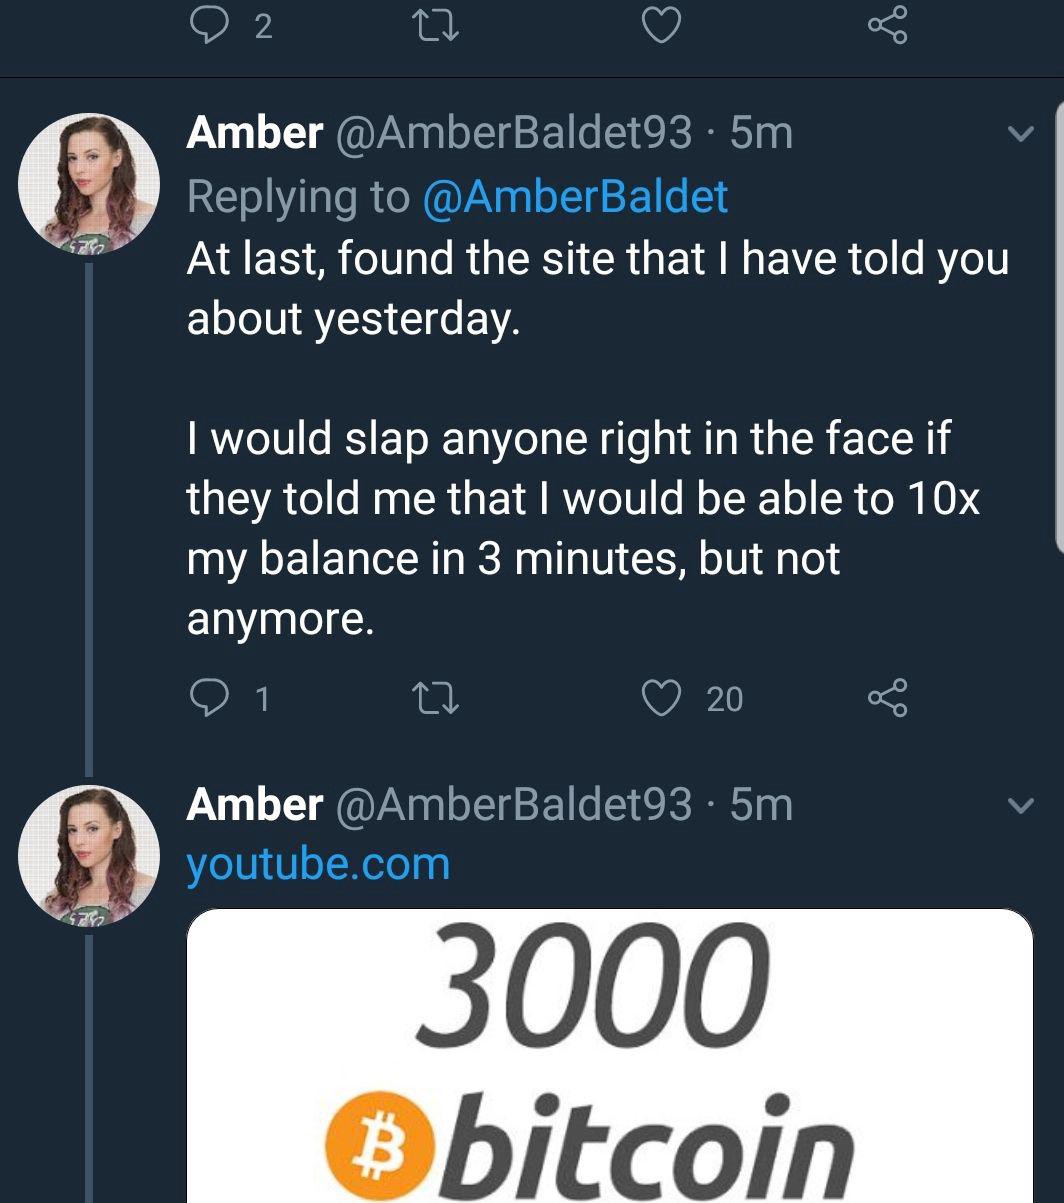 2
Amber @AmberBaldet93 · 5m
Replying to @AmberBaldet
At last, found the site that I have told you
about yesterday.
I would slap anyone right in the face if
they told me that I would be able to 10x
my balance in 3 minutes, but not
anymore.
1 20
Amber @AmberBaldet93 · 5m
youtube.com
3000
bitcoin